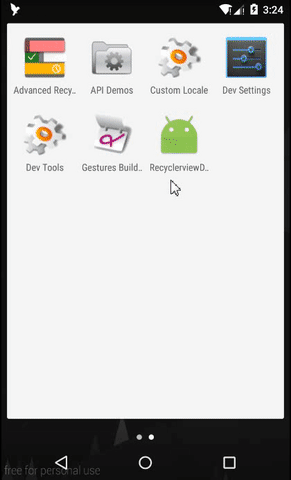 3:24
Advanced Recy..
API Demos
Custom Locale
Dev Settings
Dev Tools
Gestures Build..
RecyclerviewD..
free for personal use